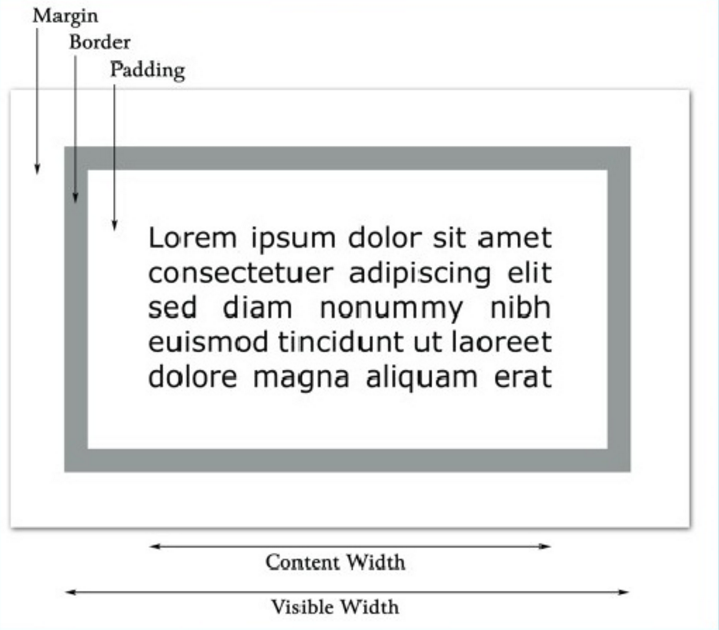 Margin
Border
Padding
Lorem ipsum dolor sit amet
consectetuer adipiscing elit
sed diam nonummy nibh
euismod tincidunt ut laoreet
dolore magna aliquam erat
Content Width
Visible Width